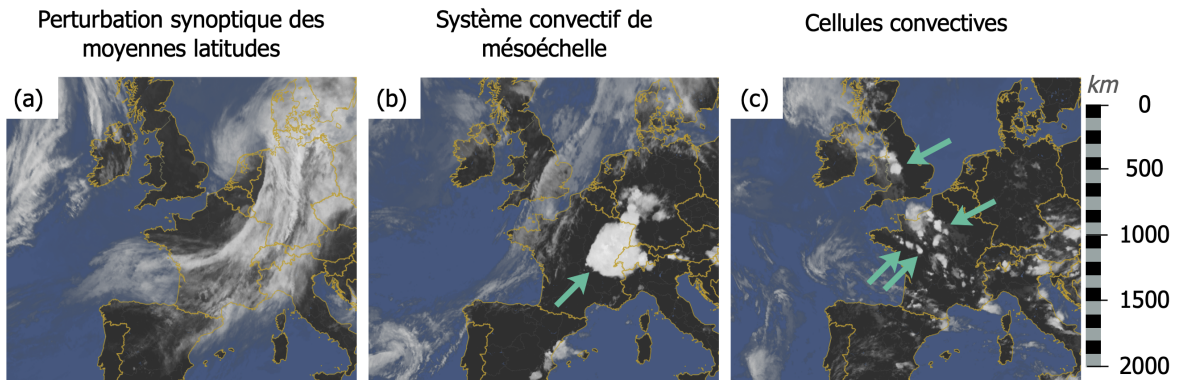 Perturbation synoptique des
moyennes latitudes
Système convectif de
mésoéchelle
Cellules convectives
(a)
(b)
(c)
km
0
500
1000
1500
2000